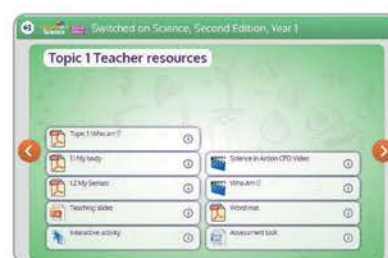 Science
Switched on Science, Second Edition, Year 1
Topic 1 Teacher resources
Topic 1 Who am I?
1.1 My body
1.2 My Senses
Teaching slides
Interactive activity
Science in Action CPD Video
Who Am I?
Word mat
Assessment task